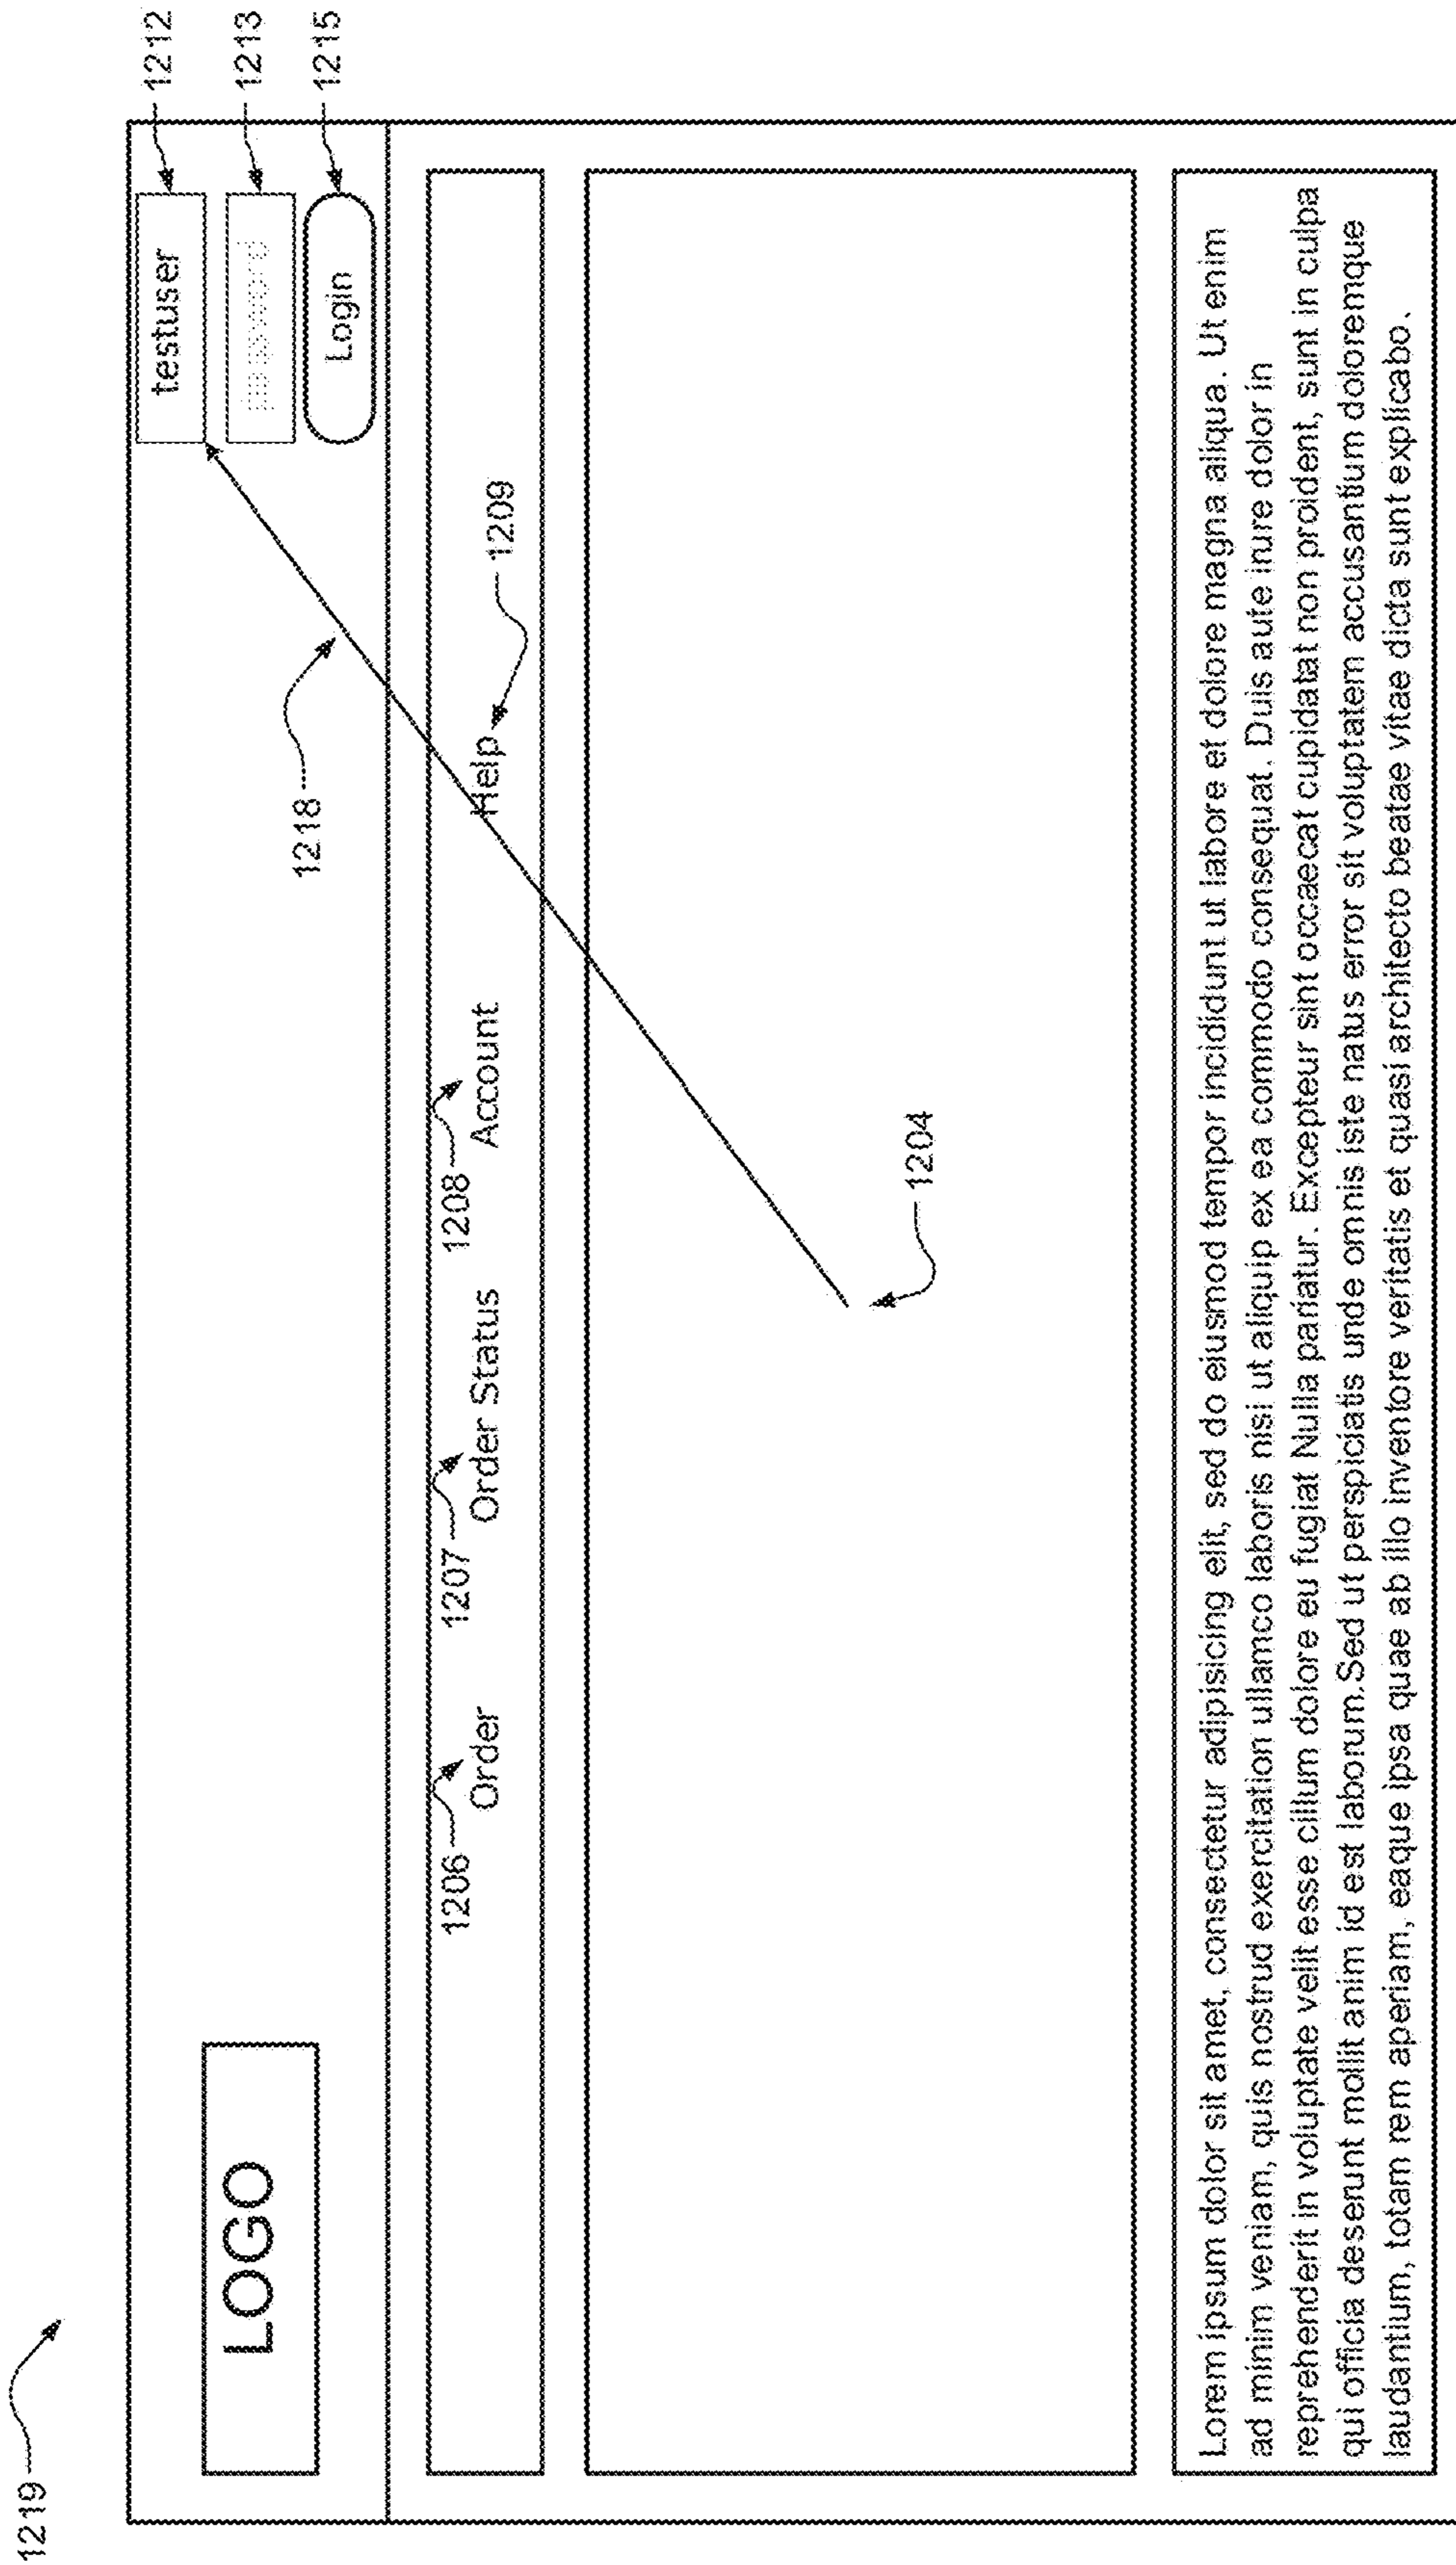 1219
LOGO
testuser
1212
password
1213
Login
1215
1218
1206
1207
1208
Order
Order Status
Account
Help
1209
1204
Lorem ipsum dolor sit amet, consectetur adipisicing elit, sed do eiusmod tempor incididunt ut labore et dolore magna aliqua. Ut enim
ad minim veniam, quis nostrud exercitation ullamco laboris nisi ut aliquip ex ea commodo consequat. Duis aute irure dolor in
reprehenderit in voluptate velit esse cillum dolore eu fugiat Nulla pariatur. Excepteur sint occaecat cupidatat non proident, sunt in culpa
qui officia deserunt mollit anim id est laborum.Sed ut perspiciatis unde omnis iste natus error sit voluptatem accusantium doloremque
laudantium, totam rem aperiam, eaque ipsa quae ab illo inventore veritatis et quasi architecto beatae vitae dicta sunt explicabo.